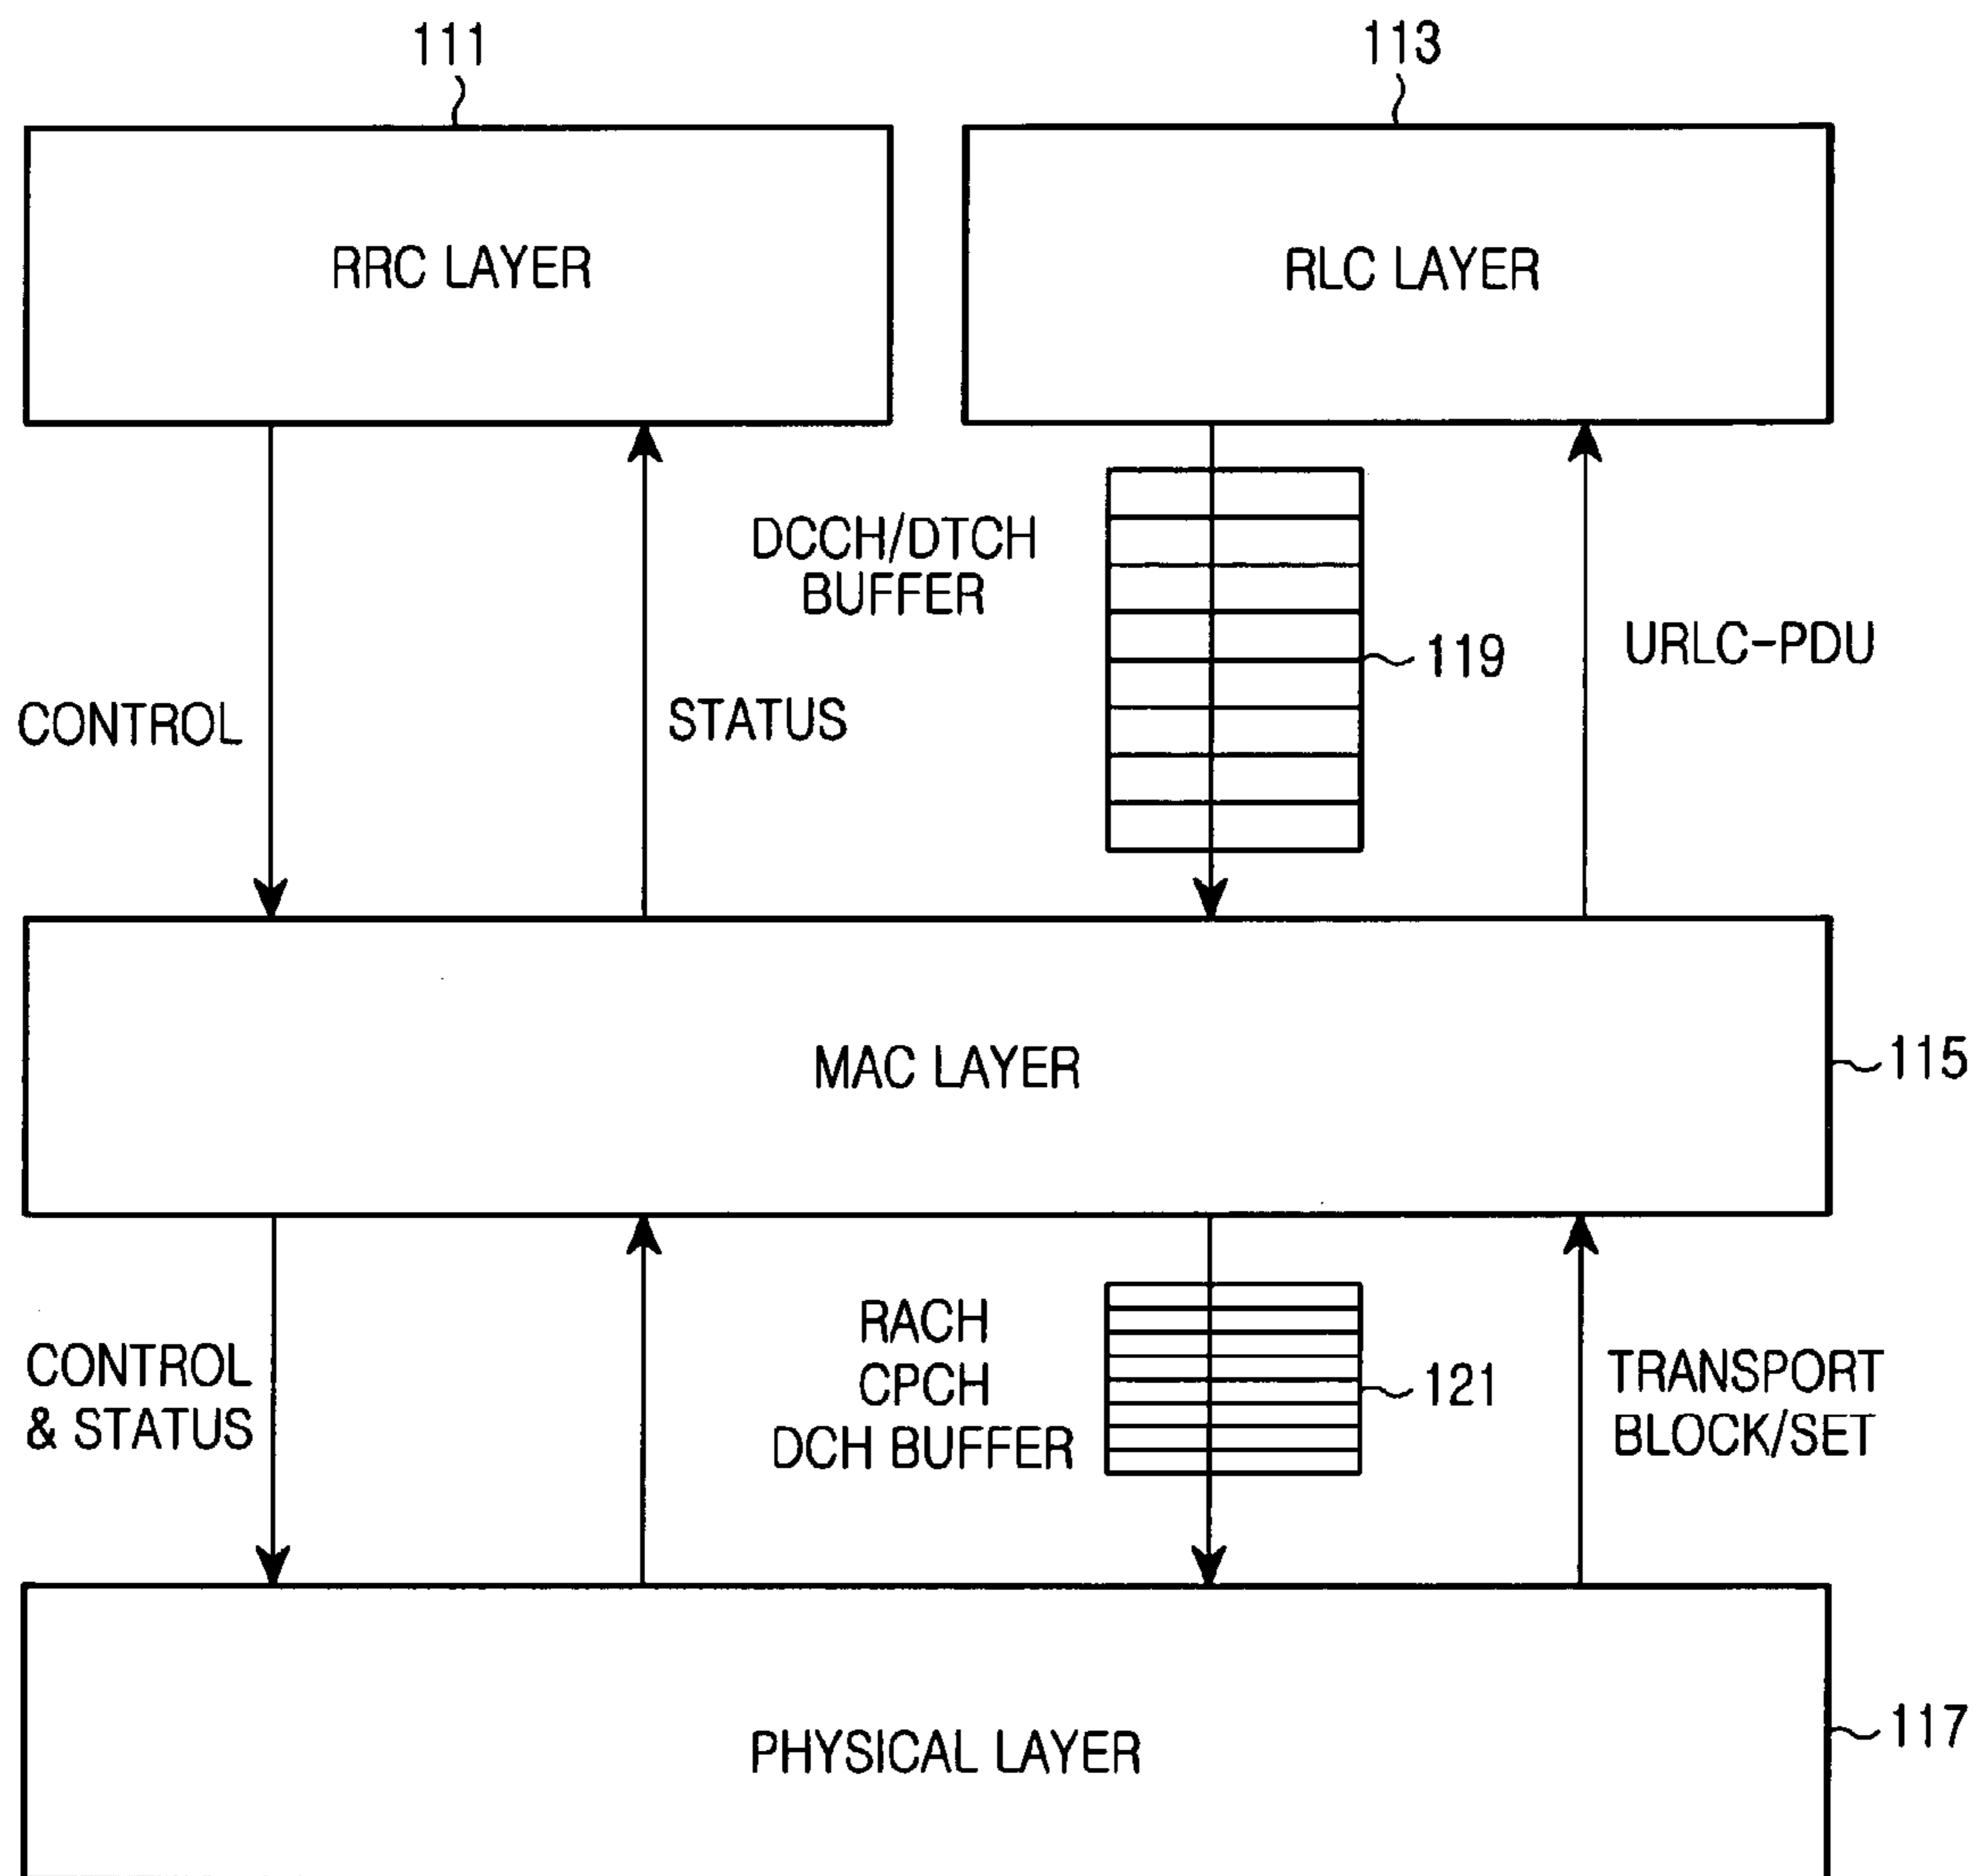 111
113
RRC LAYER
RLC LAYER
DCCH/DTCH
BUFFER
119
URLC-PDU
CONTROL
STATUS
MAC LAYER
115
RACH
CPCH
DCH BUFFER
121
CONTROL
& STATUS
TRANSPORT
BLOCK/SET
PHYSICAL LAYER
117